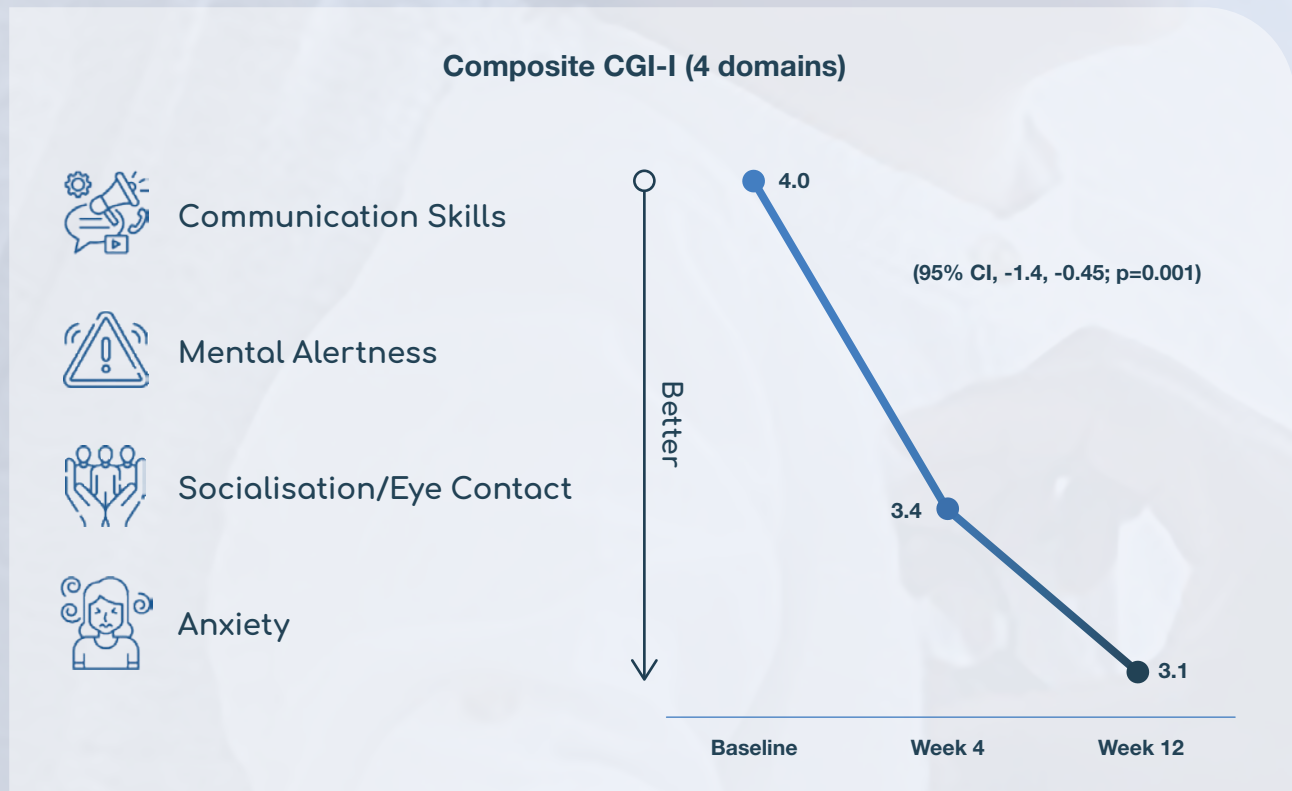 Composite CGI-I (4 domains)
Communication Skills
Mental Alertness
Socialisation/Eye Contact
Anxiety
Better
4.0
(95% CI, -1.4, -0.45; p=0.001)
3.4
3.1
Baseline
Week 4
Week 12